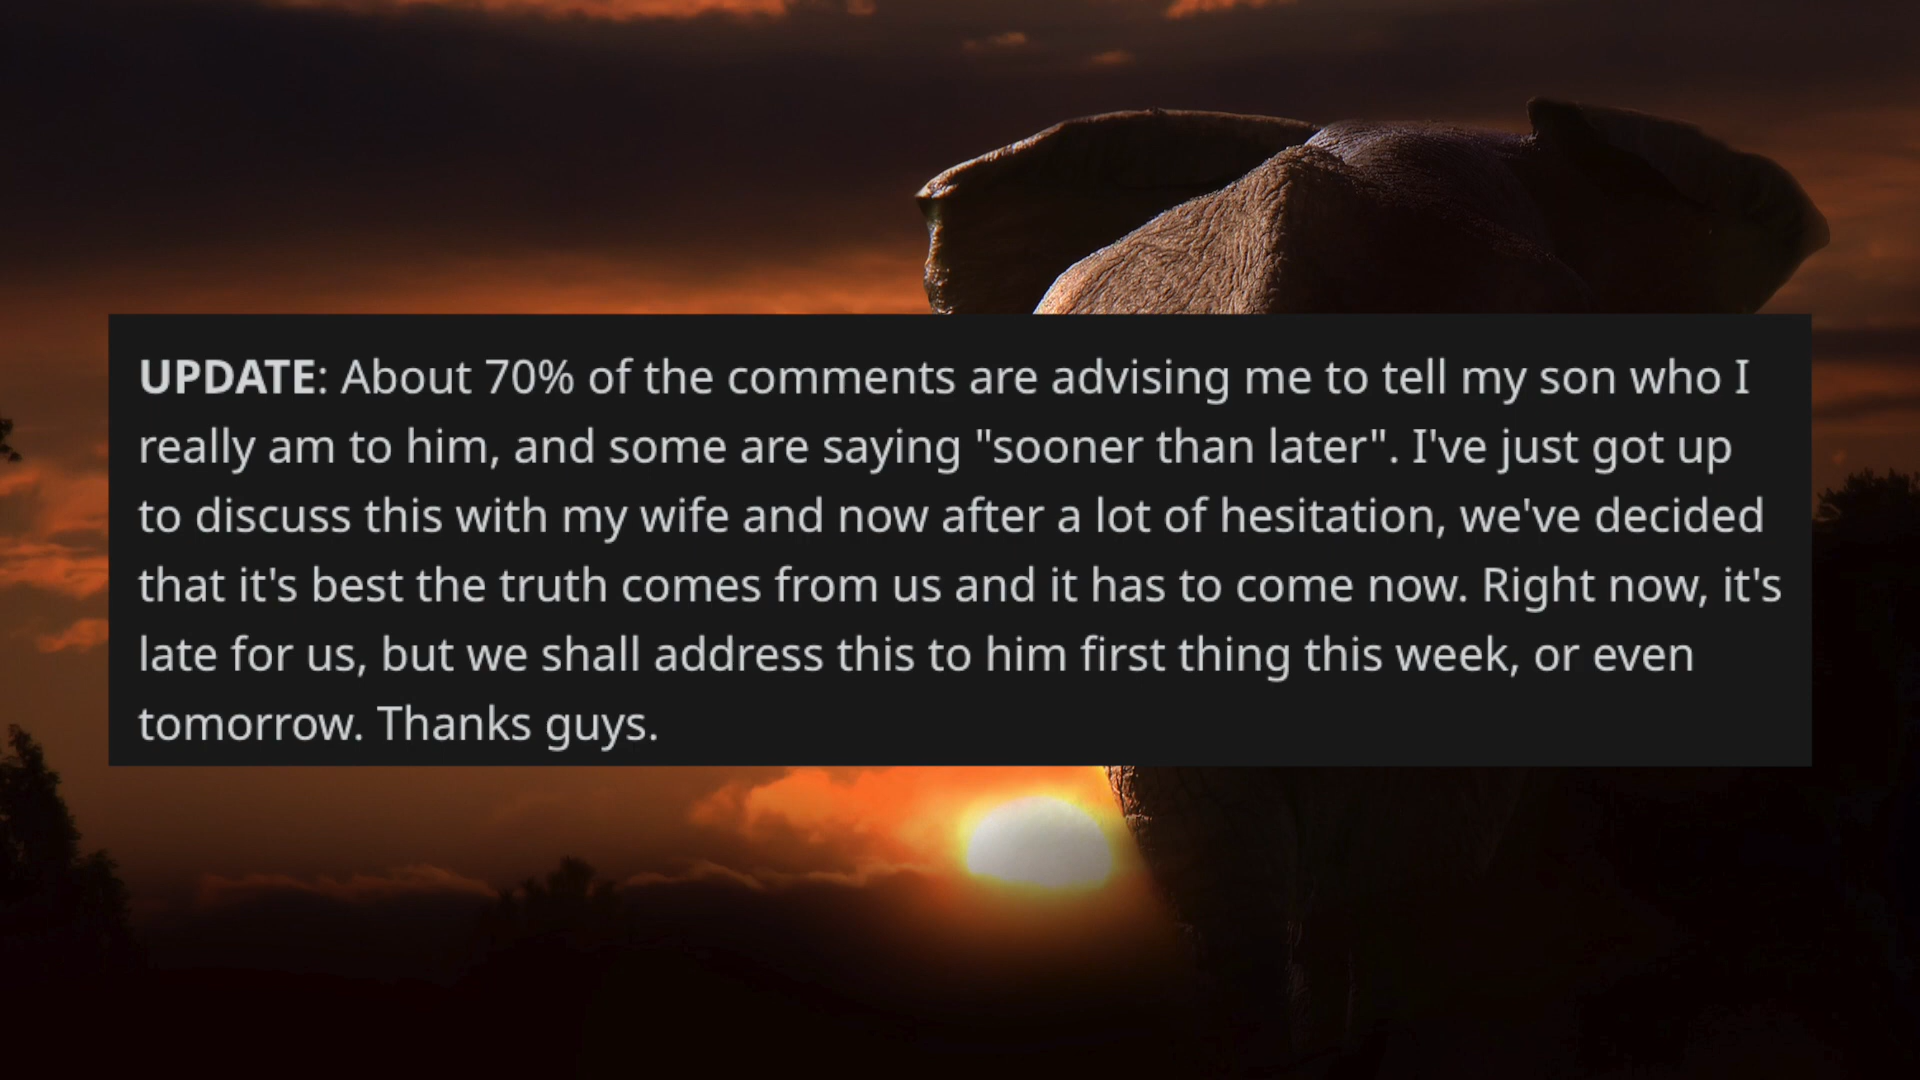 UPDATE: About 70% of the comments are advising me to tell my son who I
really am to him, and some are saying "sooner than later". I've just got up
to discuss this with my wife and now after a lot of hesitation, we've decided
that it's best the truth comes from us and it has to come now. Right now, it's
late for us, but we shall address this to him first thing this week, or even
tomorrow. Thanks guys.